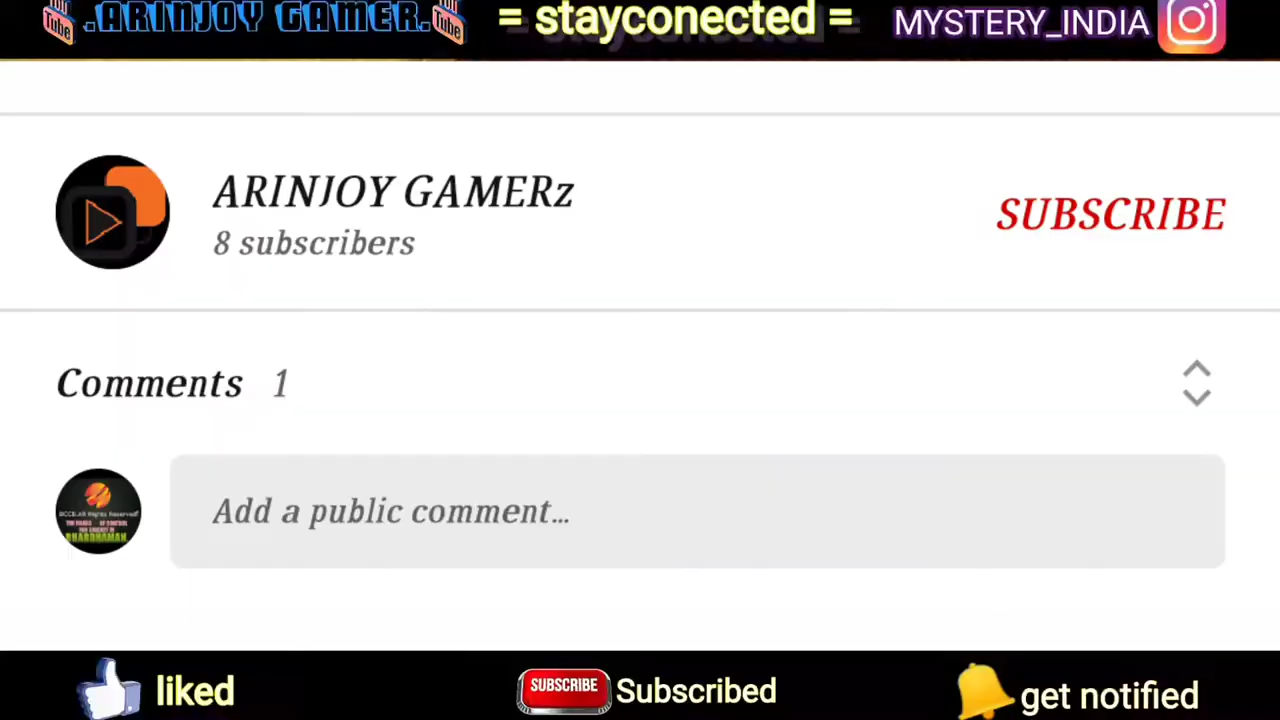 .ARINJOY GAMER.
= stayconected =
MYSTERY_INDIA
ARINJOY GAMERz
8 subscribers
SUBSCRIBE
Comments 1
Add a public comment...
liked
SUBSCRIBE Subscribed
get notified